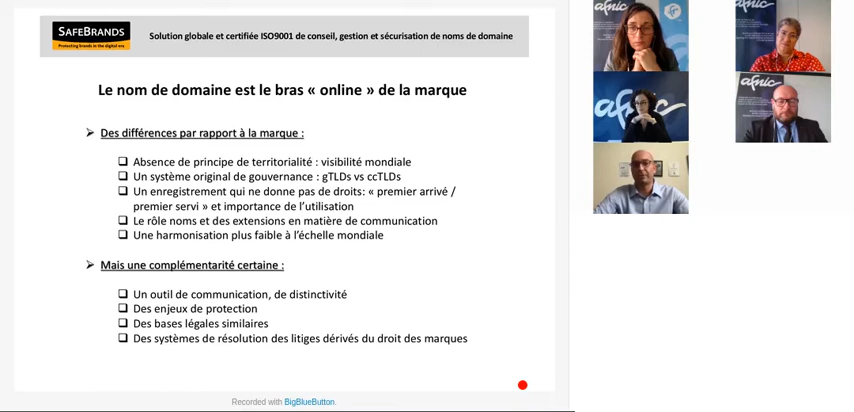 SAFEBRANDS
Protecting brands in the digital era
Solution globale et certifiée ISO9001 de conseil, gestion et sécurisation de noms de domaine
Le nom de domaine est le bras « online » de la marque
➢ Des différences par rapport à la marque :
❑ Absence de principe de territorialité : visibilité mondiale
❑ Un système original de gouvernance : gTLDs vs ccTLDs
❑ Un enregistrement qui ne donne pas de droits: « premier arrivé /
premier servi » et importance de l'utilisation
❑ Le rôle noms et des extensions en matière de communication
❑ Une harmonisation plus faible à l'échelle mondiale
➢ Mais une complémentarité certaine :
❑ Un outil de communication, de distinctivité
❑ Des enjeux de protection
❑ Des bases légales similaires
❑ Des systèmes de résolution des litiges dérivés du droit des marques
Recorded with BigBlueButton.
afnic
afnic
afnic